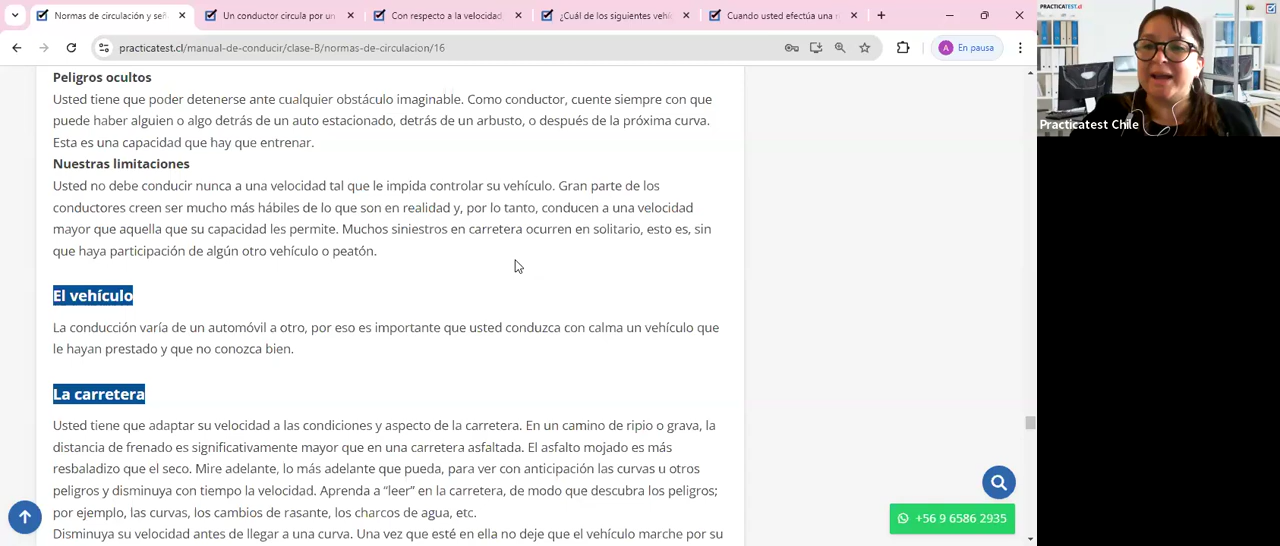 Normas de circulación y señ
Un conductor circula por un
Con respecto a la velocidad
¿Cuál de los siguientes vehí
Cuando usted efectúa una
practicatest.cl/manual-de-conducir/clase-B/normas-de-circulacion/16
A
En pausa
PRACTICATEST.cl
Practicatest Chile
Peligros ocultos
Usted tiene que poder detenerse ante cualquier obstáculo imaginable. Como conductor, cuente siempre con que
puede haber alguien o algo detrás de un auto estacionado, detrás de un arbusto, o después de la próxima curva.
Esta es una capacidad que hay que entrenar.
Nuestras limitaciones
Usted no debe conducir nunca a una velocidad tal que le impida controlar su vehículo. Gran parte de los
conductores creen ser mucho más hábiles de lo que son en realidad y, por lo tanto, conducen a una velocidad
mayor que aquella que su capacidad les permite. Muchos siniestros en carretera ocurren en solitario, esto es, sin
que haya participación de algún otro vehículo o peatón.
El vehículo
La conducción varía de un automóvil a otro, por eso es importante que usted conduzca con calma un vehículo que
le hayan prestado y que no conozca bien.
La carretera
Usted tiene que adaptar su velocidad a las condiciones y aspecto de la carretera. En un camino de ripio o grava, la
distancia de frenado es significativamente mayor que en una carretera asfaltada. El asfalto mojado es más
resbaladizo que el seco. Mire adelante, lo más adelante que pueda, para ver con anticipación las curvas u otros
peligros y disminuya con tiempo la velocidad. Aprenda a “leer” en la carretera, de modo que descubra los peligros;
por ejemplo, las curvas, los cambios de rasante, los charcos de agua, etc.
Disminuya su velocidad antes de llegar a una curva. Una vez que esté en ella no deje que el vehículo marche por su
+56 9 6586 2935